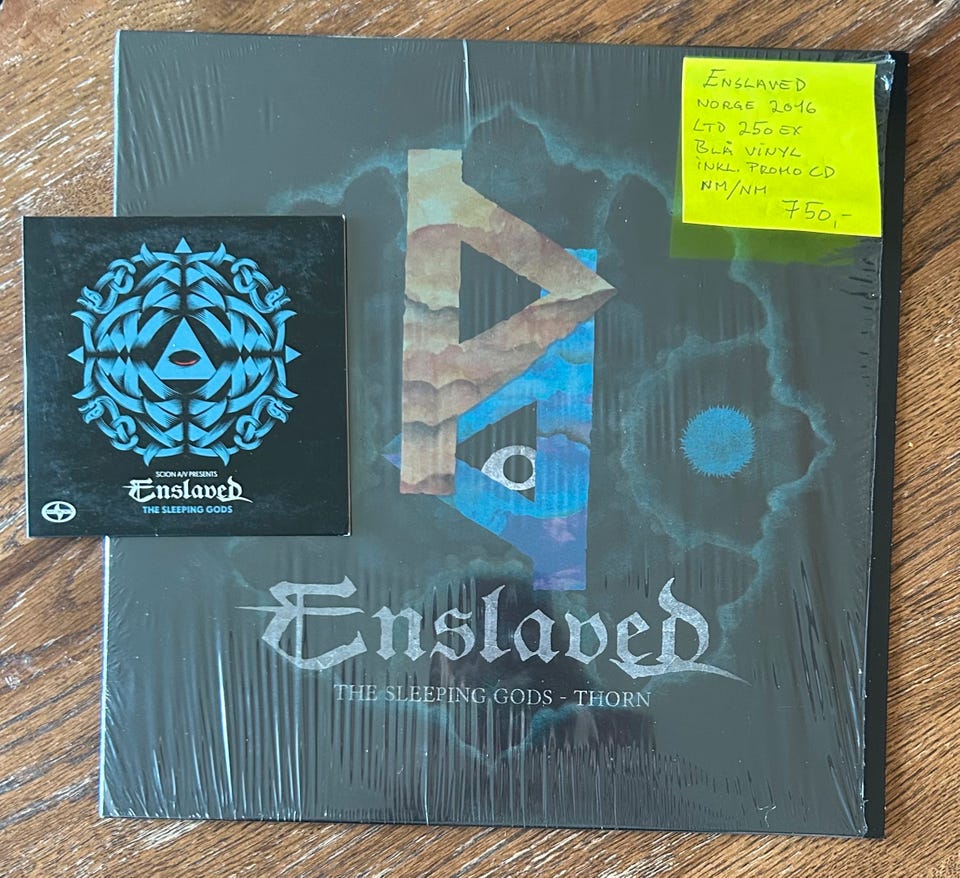 ENSLAVED
NORGE 2016
LTD 250 EX
BLÅ VINYL
INKL. PROMO CD
NM/NM
750,-
SCION A/V PRESENTS
Enslaved
THE SLEEPING GODS
Enslaved
THE SLEEPING GODS - THORN